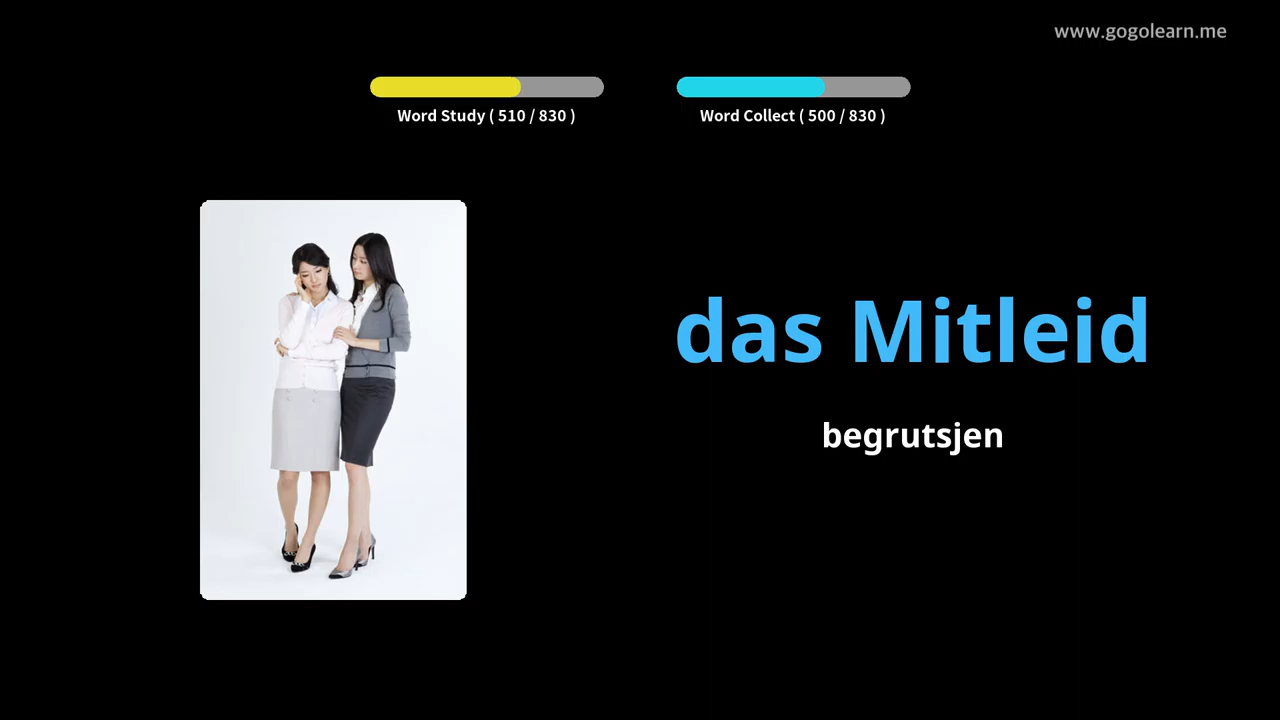 www.gogolearn.me
Word Study ( 510 / 830 )
Word Collect ( 500 / 830 )
das Mitleid
begrutsjen